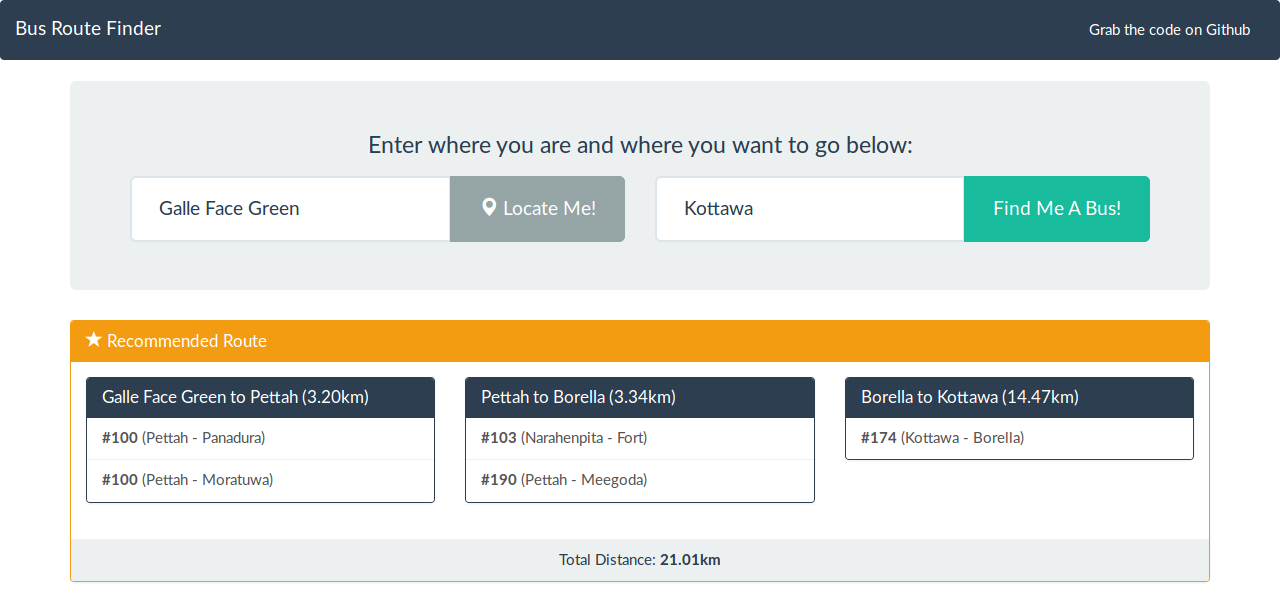 Bus Route Finder
Grab the code on Github
Enter where you are and where you want to go below:
Galle Face Green
Locate Me!
Kottawa
Find Me A Bus!
Recommended Route
Galle Face Green to Pettah (3.20km)
#100 (Pettah - Panadura)
#100 (Pettah - Moratuwa)
Pettah to Borella (3.34km)
#103 (Narahenpita - Fort)
#190 (Pettah - Meegoda)
Borella to Kottawa (14.47km)
#174 (Kottawa - Borella)
Total Distance: 21.01km